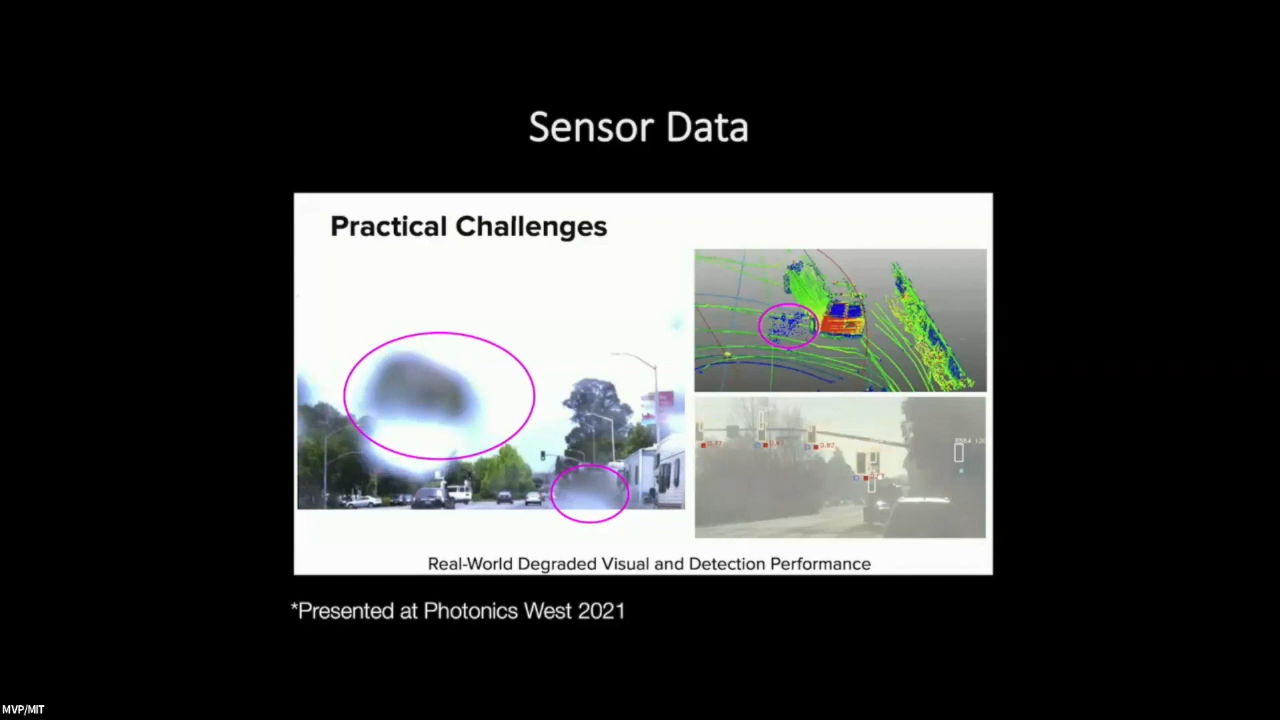 Sensor Data
Practical Challenges
Real-World Degraded Visual and Detection Performance
*Presented at Photonics West 2021
MVP/MIT